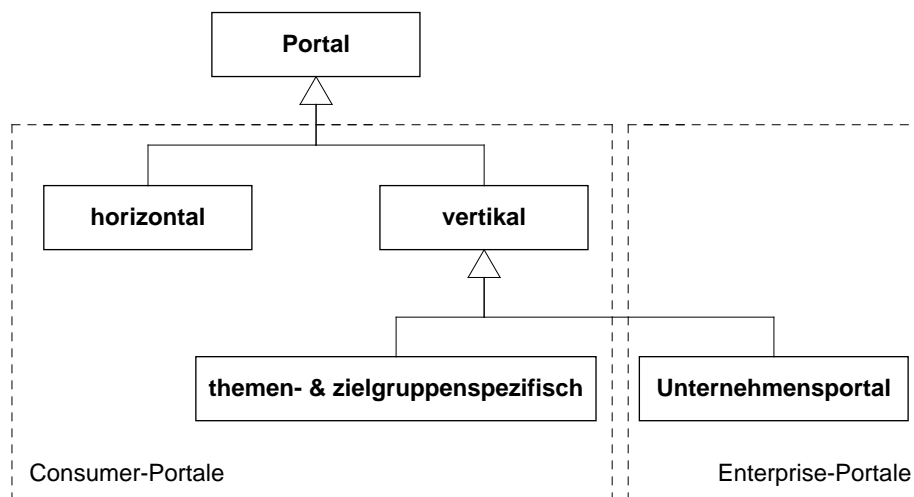 Portal
horizontal
vertikal
themen- & zielgruppenspezifisch
Unternehmensportal
Consumer-Portale
Enterprise-Portale